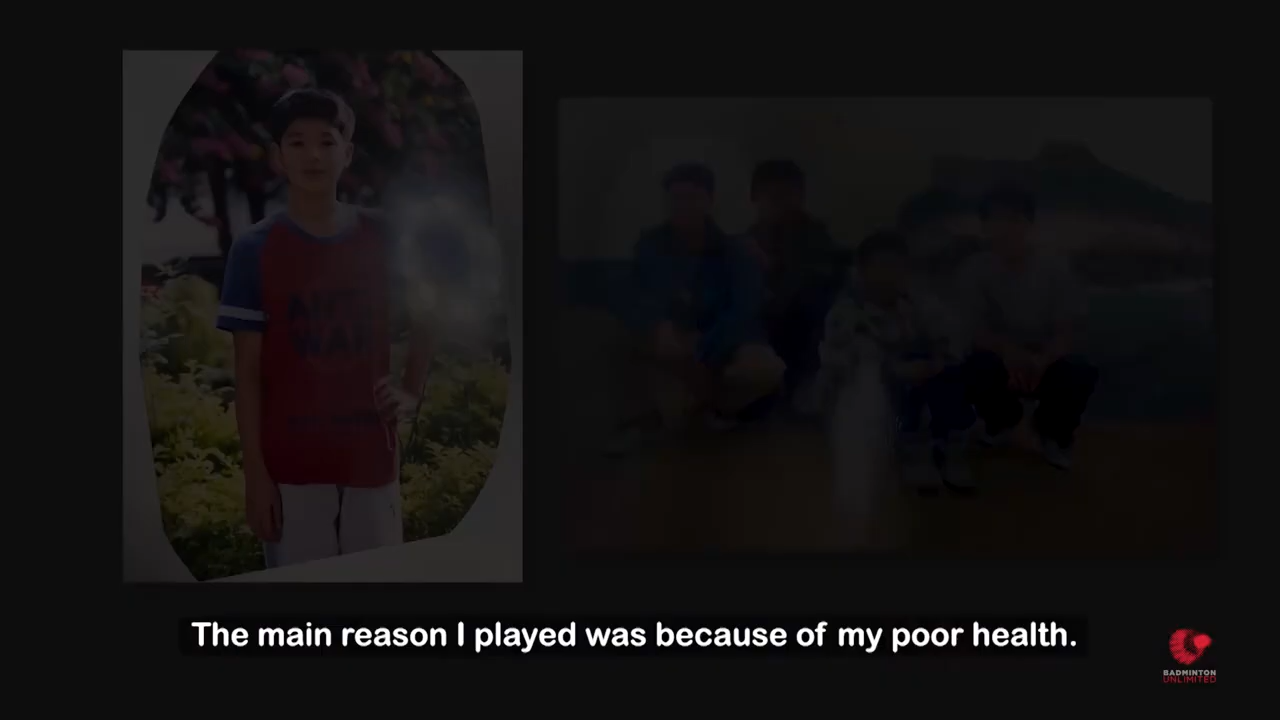 The main reason I played was because of my poor health.
BADMINTON
UNLIMITED